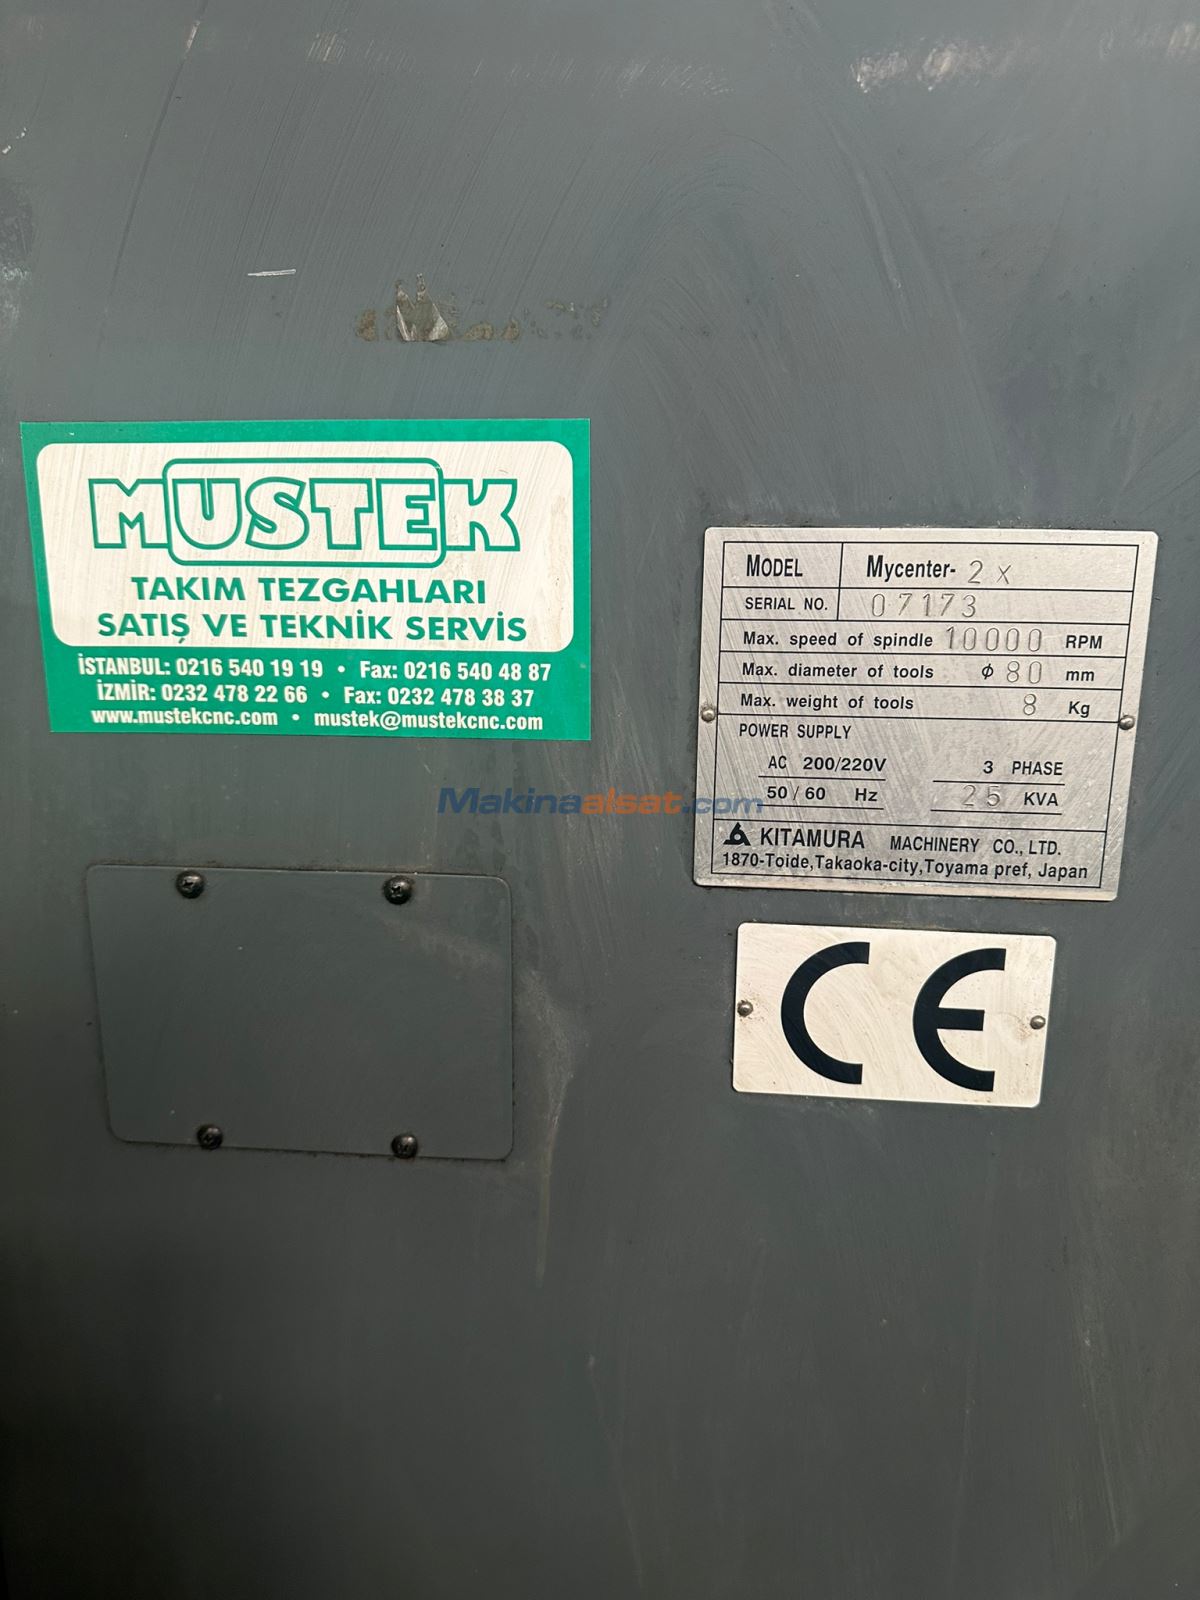 MUSTEK
TAKIM TEZGAHLARI
SATIŞ VE TEKNİK SERVİS
İSTANBUL: 0216 540 19 19 • Fax: 0216 540 48 87
İZMİR: 0232 478 22 66 • Fax: 0232 478 38 37
www.mustekcnc.com • mustek@mustekcnc.com
MODEL Mycenter-2X
SERIAL NO. 07173
Max. speed of spindle 10000 RPM
Max. diameter of tools ϕ 80 mm
Max. weight of tools 8 Kg
POWER SUPPLY
AC 200/220V 3 PHASE
50/60 Hz 25 KVA
KITAMURA MACHINERY CO., LTD.
1870-Toide,Takaoka-city,Toyama pref, Japan
CE
Makinaalsat.com